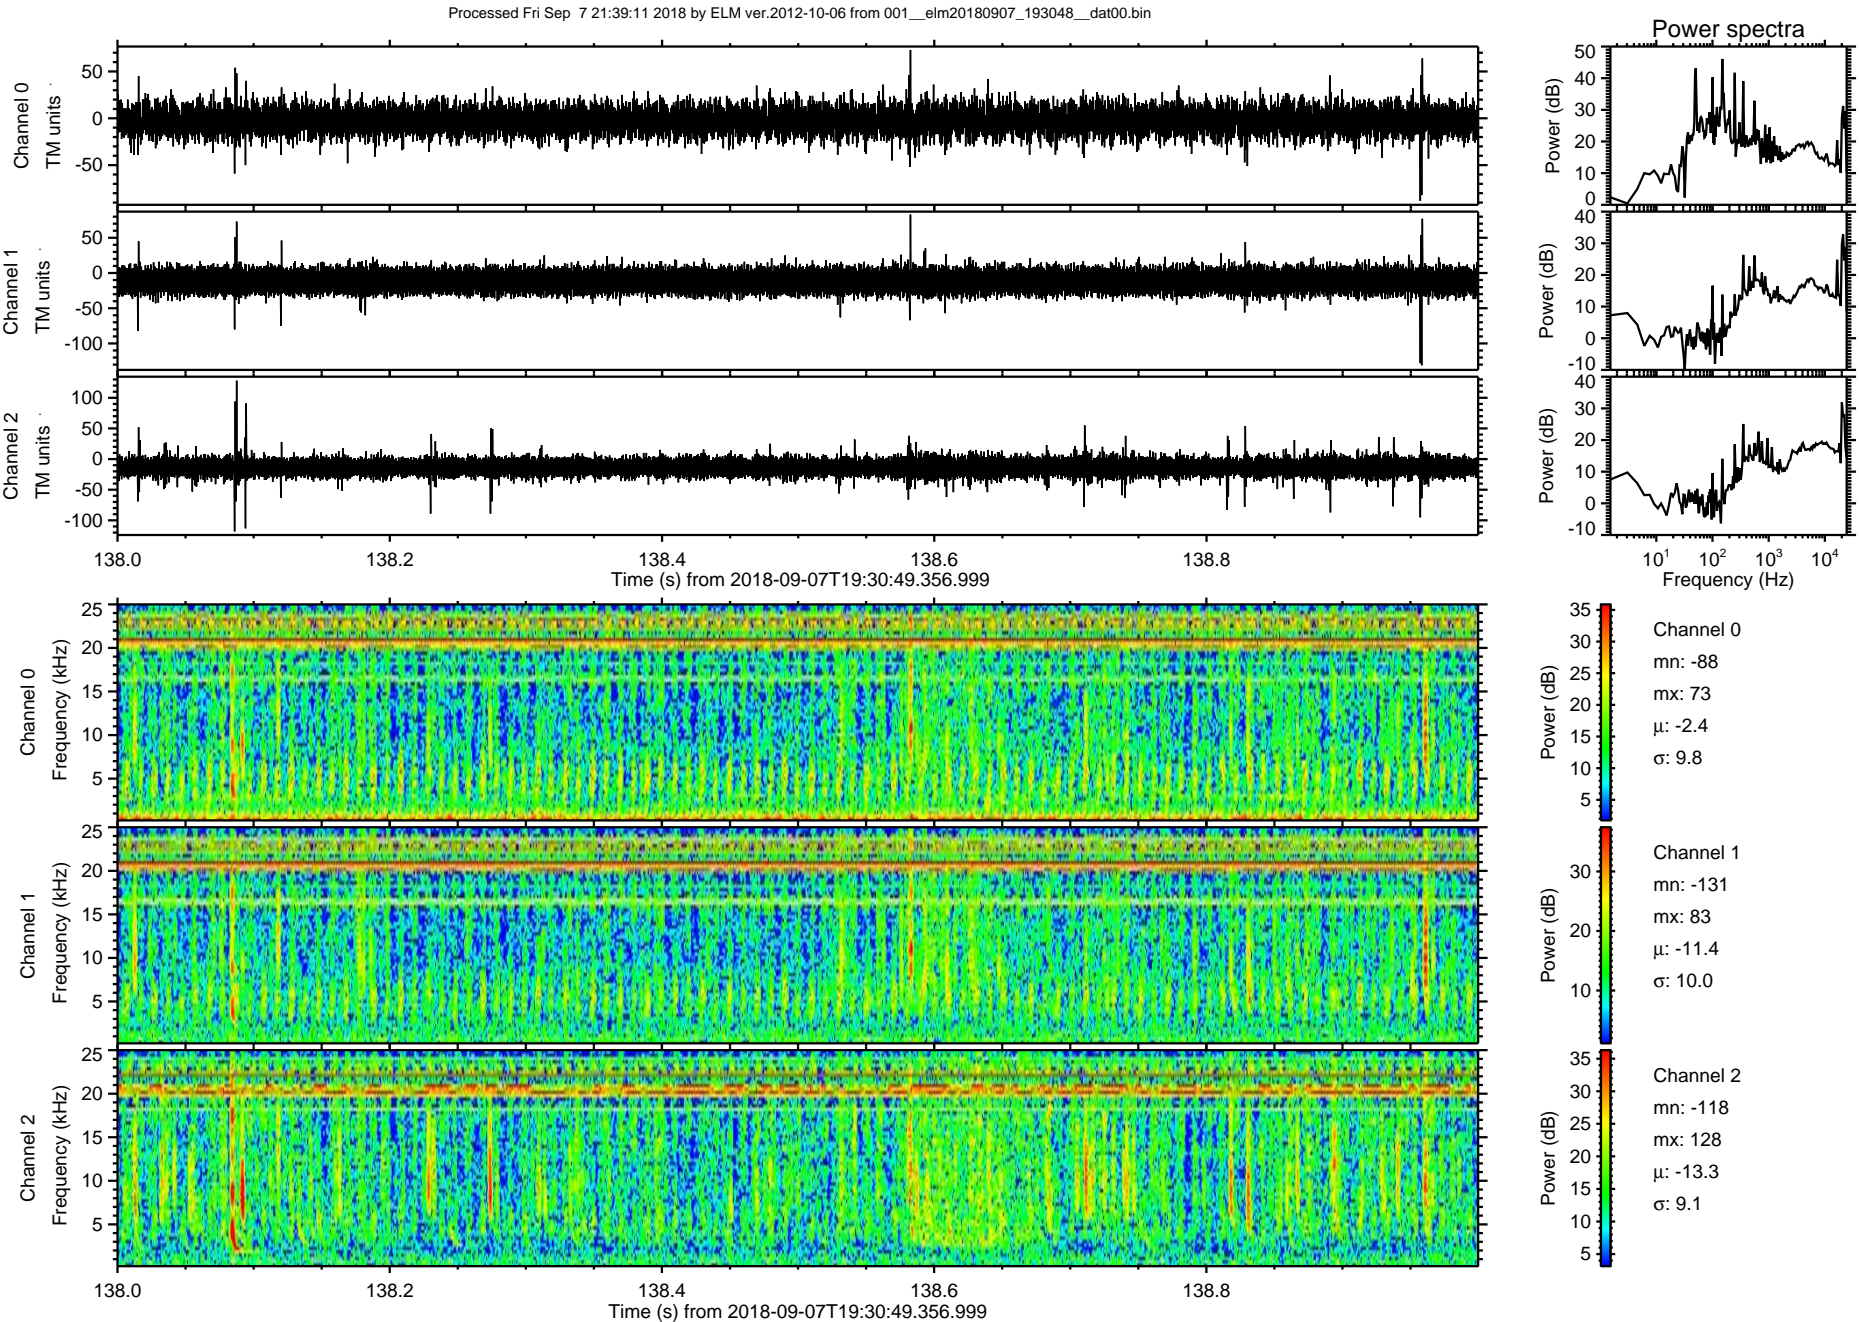 Processed Fri Sep  7 21:39:11 2018 by ELM ver.2012-10-06 from 001__elm20180907_193048__dat00.bin
Power spectra
Channel 0
TM units
50
0
-50
Power (dB)
50
40
30
20
10
0
Channel 1
TM units
50
0
-50
-100
Power (dB)
40
30
20
10
0
-10
Channel 2
TM units
100
50
0
-50
-100
Power (dB)
40
30
20
10
0
-10
138.0 138.2 138.4 138.6 138.8
Time (s) from 2018-09-07T19:30:49.356.999
10^1 10^2 10^3 10^4
Frequency (Hz)
Channel 0
Frequency (kHz)
25
20
15
10
5
Power (dB)
35
30
25
20
15
10
5
Channel 0
mn: -88
mx: 73
µ: -2.4
σ: 9.8
Channel 1
Frequency (kHz)
25
20
15
10
5
Power (dB)
30
20
10
Channel 1
mn: -131
mx: 83
µ: -11.4
σ: 10.0
Channel 2
Frequency (kHz)
25
20
15
10
5
Power (dB)
35
30
25
20
15
10
5
Channel 2
mn: -118
mx: 128
µ: -13.3
σ: 9.1
138.0 138.2 138.4 138.6 138.8
Time (s) from 2018-09-07T19:30:49.356.999